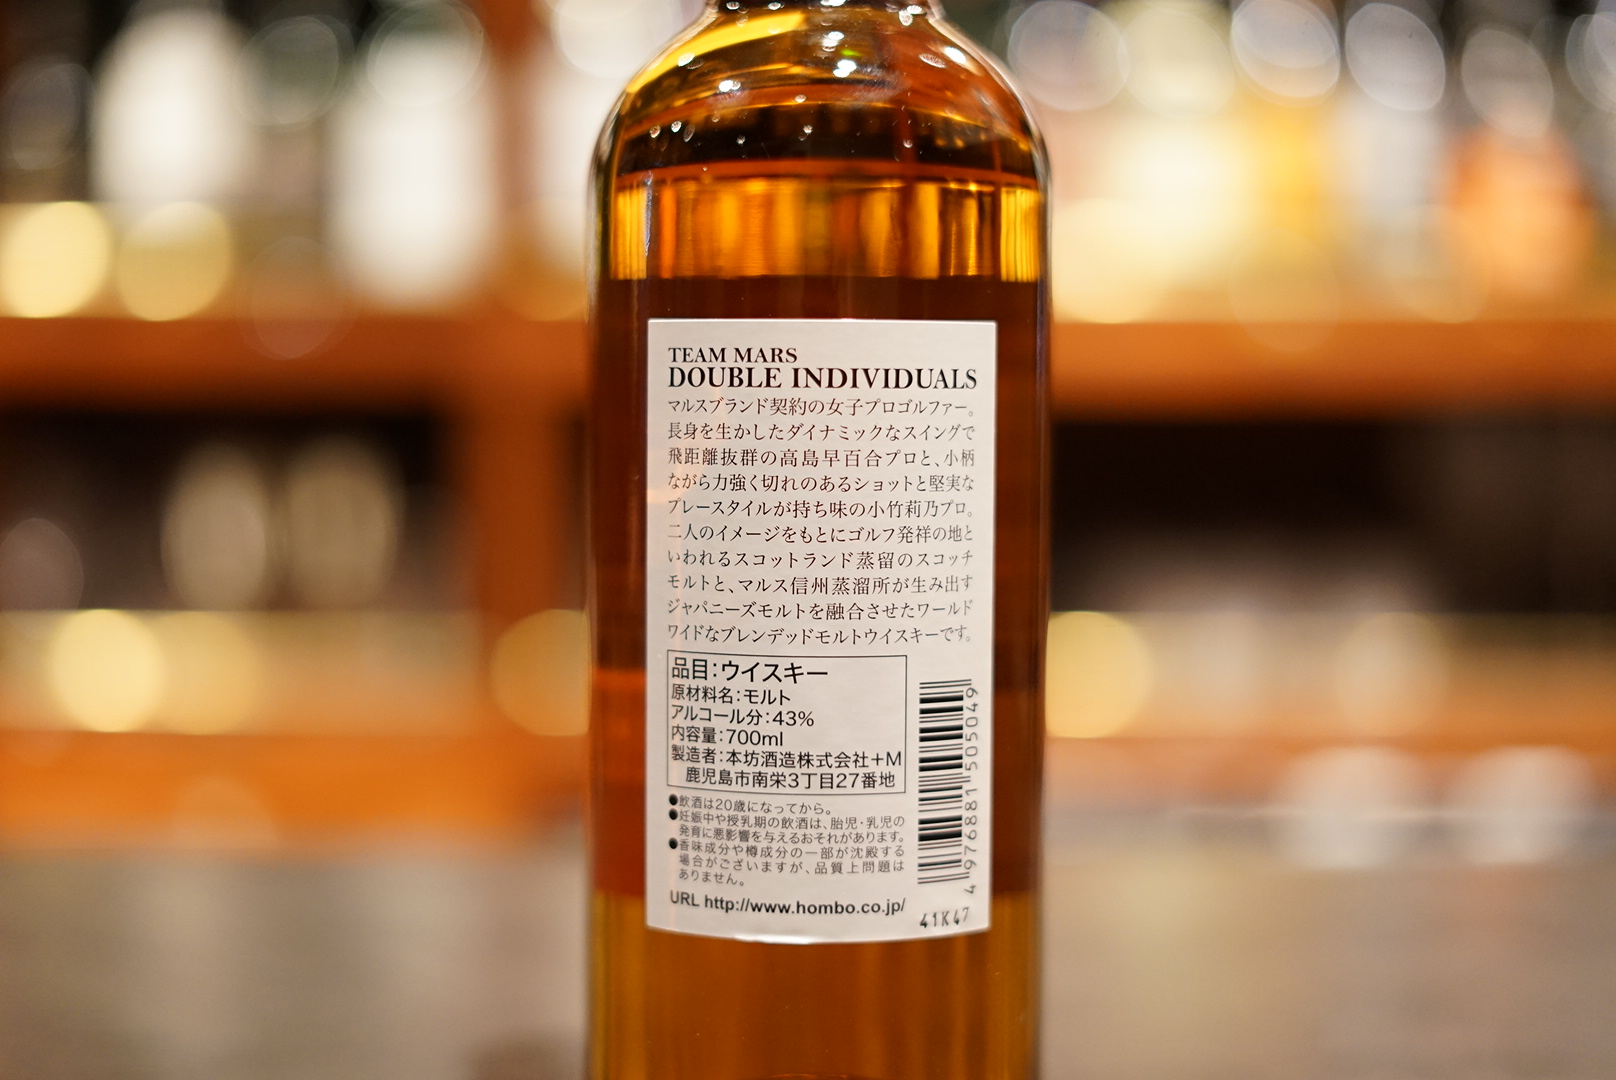 TEAM MARS
DOUBLE INDIVIDUALS
マルスブランド契約の女子プロゴルファー。
長身を生かしたダイナミックなスイングで
飛距離抜群の高島早百合プロと、小柄
ながら力強く切れのあるショットと堅実な
プレースタイルが持ち味の小竹莉乃プロ。
二人のイメージをもとにゴルフ発祥の地と
いわれるスコットランド蒸留のスコッチ
モルトと、マルス信州蒸溜所が生み出す
ジャパニーズモルトを融合させたワールド
ワイドなブレンデッドモルトウイスキーです。
品目:ウイスキー
原材料名:モルト
アルコール分:43%
内容量:700ml
製造者:本坊酒造株式会社+M
鹿児島市南栄3丁目27番地
●飲酒は20歳になってから。
●妊娠中や授乳期の飲酒は、胎児・乳児の
発育に悪影響を与えるおそれがあります。
●香味成分や樽成分の一部が沈殿する
場合がございますが、品質上問題は
ありません。
URL http://www.hombo.co.jp/
4 976881 505049
41K47